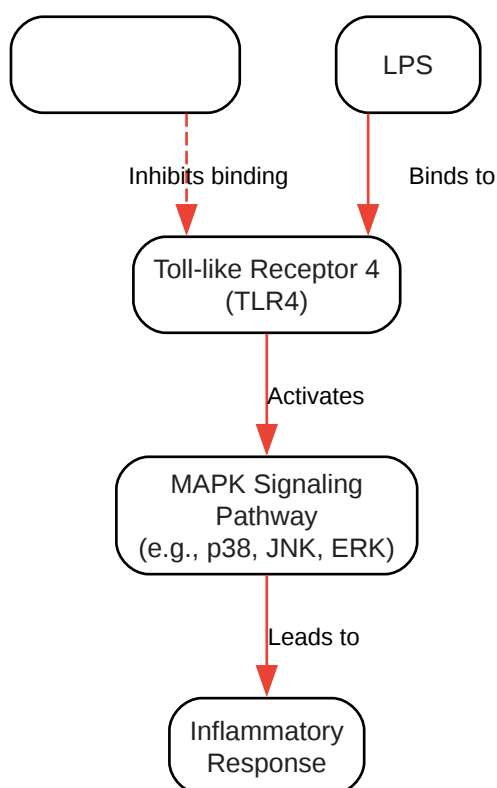 LPS
Inhibits binding
Binds to
Toll-like Receptor 4
(TLR4)
Activates
MAPK Signaling
Pathway
(e.g., p38, JNK, ERK)
Leads to
Inflammatory
Response